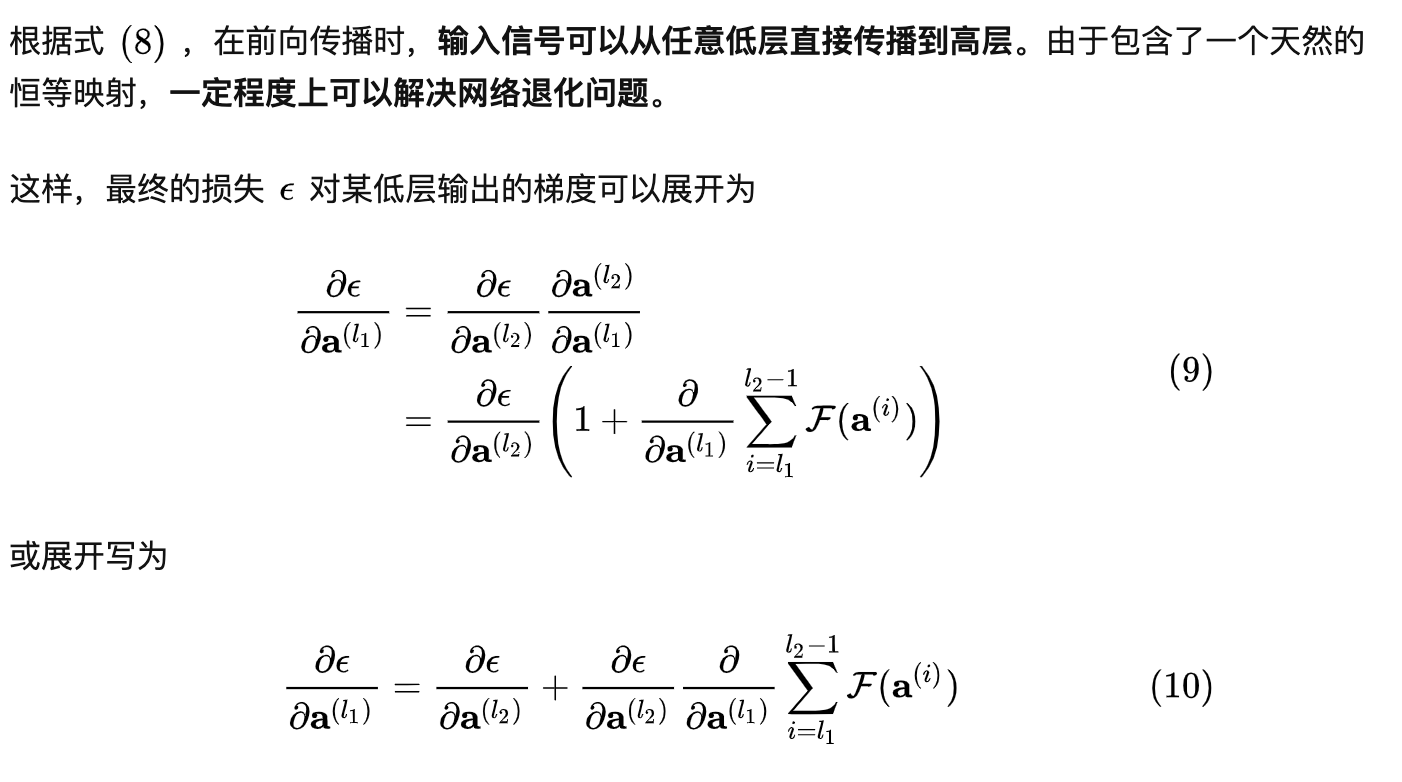 根据式 (8) ，在前向传播时，输入信号可以从任意低层直接传播到高层。由于包含了一个天然的
恒等映射，一定程度上可以解决网络退化问题。
这样，最终的损失 ϵ 对某低层输出的梯度可以展开为
\frac{\partial \epsilon}{\partial \mathbf{a}^{(l_1)}} = \frac{\partial \epsilon}{\partial \mathbf{a}^{(l_2)}} \frac{\partial \mathbf{a}^{(l_2)}}{\partial \mathbf{a}^{(l_1)}}
= \frac{\partial \epsilon}{\partial \mathbf{a}^{(l_2)}} \left( 1 + \frac{\partial}{\partial \mathbf{a}^{(l_1)}} \sum_{i=l_1}^{l_2-1} \mathcal{F}(\mathbf{a}^{(i)}) \right) (9)
或展开写为
\frac{\partial \epsilon}{\partial \mathbf{a}^{(l_1)}} = \frac{\partial \epsilon}{\partial \mathbf{a}^{(l_2)}} + \frac{\partial \epsilon}{\partial \mathbf{a}^{(l_2)}} \frac{\partial}{\partial \mathbf{a}^{(l_1)}} \sum_{i=l_1}^{l_2-1} \mathcal{F}(\mathbf{a}^{(i)}) (10)